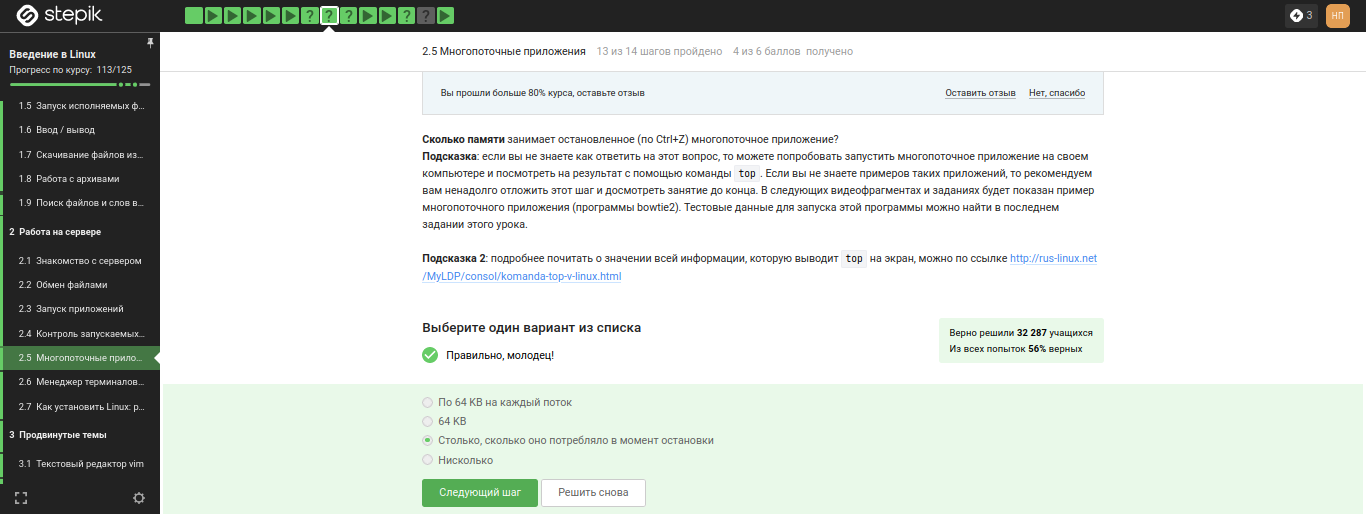 stepik
? ? ? ? ?
3
НП
Введение в Linux
Прогресс по курсу: 113/125
1.5 Запуск исполняемых ф...
1.6 Ввод / вывод
1.7 Скачивание файлов из...
1.8 Работа с архивами
1.9 Поиск файлов и слов в...
2 Работа на сервере
2.1 Знакомство с сервером
2.2 Обмен файлами
2.3 Запуск приложений
2.4 Контроль запускаемых...
2.5 Многопоточные прило...
2.6 Менеджер терминалов...
2.7 Как установить Linux: р...
3 Продвинутые темы
3.1 Текстовый редактор vim
2.5 Многопоточные приложения 13 из 14 шагов пройдено 4 из 6 баллов получено
Вы прошли больше 80% курса, оставьте отзыв
Оставить отзыв Нет, спасибо
Сколько памяти занимает остановленное (по Ctrl+Z) многопоточное приложение?
Подсказка: если вы не знаете как ответить на этот вопрос, то можете попробовать запустить многопоточное приложение на своем
компьютере и посмотреть на результат с помощью команды top . Если вы не знаете примеров таких приложений, то рекомендуем
вам ненадолго отложить этот шаг и досмотреть занятие до конца. В следующих видеофрагментах и заданиях будет показан пример
многопоточного приложения (программы bowtie2). Тестовые данные для запуска этой программы можно найти в последнем
задании этого урока.
Подсказка 2: подробнее почитать о значении всей информации, которую выводит top на экран, можно по ссылке http://rus-linux.net
/MyLDP/consol/komanda-top-v-linux.html
Выберите один вариант из списка
Правильно, молодец!
Верно решили 32 287 учащихся
Из всех попыток 56% верных
По 64 КВ на каждый поток
64 КВ
Столько, сколько оно потребляло в момент остановки
Нисколько
Следующий шаг
Решить снова